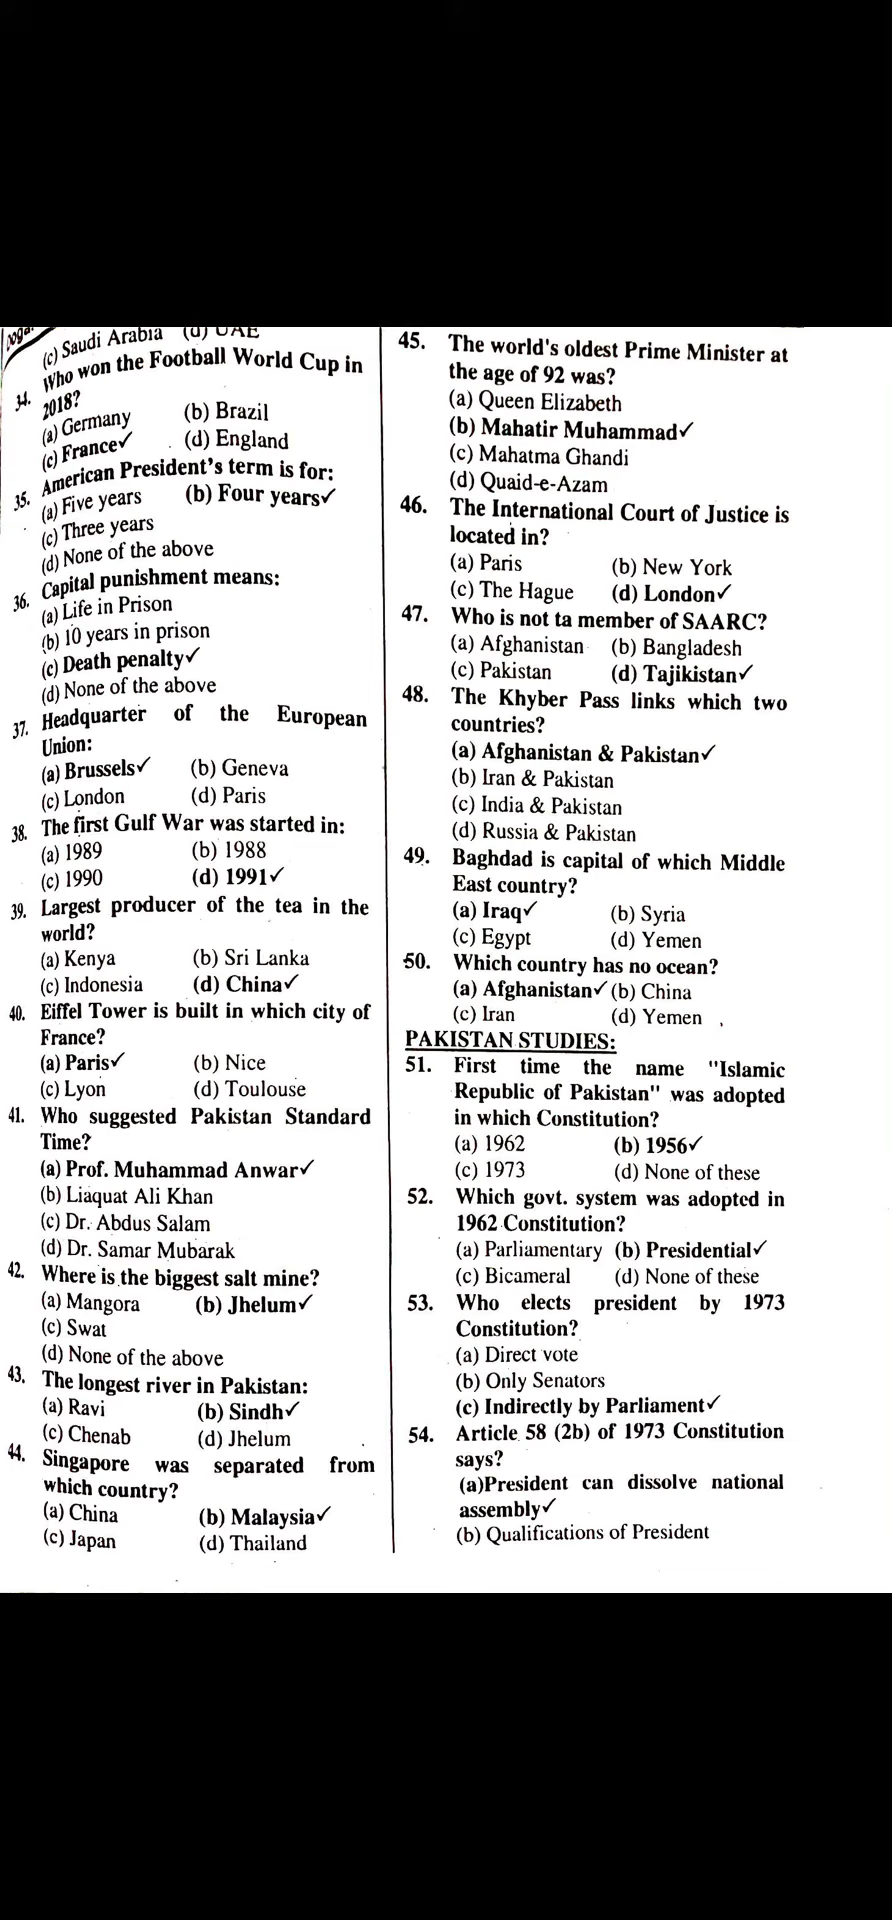 (c) Saudi Arabia (d) UAE
34. Who won the Football World Cup in
2018?
(a) Germany (b) Brazil
(c) France✓ (d) England
35. American President's term is for:
(a) Five years (b) Four years✓
(c) Three years
(d) None of the above
36. Capital punishment means:
(a) Life in Prison
(b) 10 years in prison
(c) Death penalty✓
(d) None of the above
37. Headquarter of the European
Union:
(a) Brussels✓ (b) Geneva
(c) London (d) Paris
38. The first Gulf War was started in:
(a) 1989 (b) 1988
(c) 1990 (d) 1991✓
39. Largest producer of the tea in the
world?
(a) Kenya (b) Sri Lanka
(c) Indonesia (d) China✓
40. Eiffel Tower is built in which city of
France?
(a) Paris✓ (b) Nice
(c) Lyon (d) Toulouse
41. Who suggested Pakistan Standard
Time?
(a) Prof. Muhammad Anwar✓
(b) Liaquat Ali Khan
(c) Dr. Abdus Salam
(d) Dr. Samar Mubarak
42. Where is the biggest salt mine?
(a) Mangora (b) Jhelum✓
(c) Swat
(d) None of the above
43. The longest river in Pakistan:
(a) Ravi (b) Sindh✓
(c) Chenab (d) Jhelum
44. Singapore was separated from
which country?
(a) China (b) Malaysia✓
(c) Japan (d) Thailand
45. The world's oldest Prime Minister at
the age of 92 was?
(a) Queen Elizabeth
(b) Mahatir Muhammad✓
(c) Mahatma Ghandi
(d) Quaid-e-Azam
46. The International Court of Justice is
located in?
(a) Paris (b) New York
(c) The Hague (d) London✓
47. Who is not ta member of SAARC?
(a) Afghanistan (b) Bangladesh
(c) Pakistan (d) Tajikistan✓
48. The Khyber Pass links which two
countries?
(a) Afghanistan & Pakistan✓
(b) Iran & Pakistan
(c) India & Pakistan
(d) Russia & Pakistan
49. Baghdad is capital of which Middle
East country?
(a) Iraq✓ (b) Syria
(c) Egypt (d) Yemen
50. Which country has no ocean?
(a) Afghanistan✓ (b) China
(c) Iran (d) Yemen
PAKISTAN STUDIES:
51. First time the name "Islamic
Republic of Pakistan" was adopted
in which Constitution?
(a) 1962 (b) 1956✓
(c) 1973 (d) None of these
52. Which govt. system was adopted in
1962 Constitution?
(a) Parliamentary (b) Presidential✓
(c) Bicameral (d) None of these
53. Who elects president by 1973
Constitution?
(a) Direct vote
(b) Only Senators
(c) Indirectly by Parliament✓
54. Article 58 (2b) of 1973 Constitution
says?
(a)President can dissolve national
assembly✓
(b) Qualifications of President